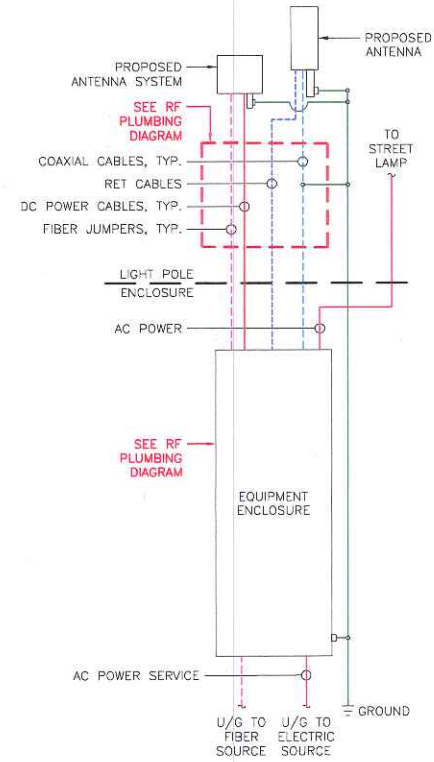 PROPOSED
ANTENNA
PROPOSED
ANTENNA SYSTEM
SEE RF
PLUMBING
DIAGRAM
TO
STREET
LAMP
COAXIAL CABLES, TYP.
RET CABLES
DC POWER CABLES, TYP.
FIBER JUMPERS, TYP.
LIGHT POLE
ENCLOSURE
AC POWER
SEE RF
PLUMBING
DIAGRAM
EQUIPMENT
ENCLOSURE
AC POWER SERVICE
GROUND
U/G TO
FIBER
SOURCE
U/G TO
ELECTRIC
SOURCE